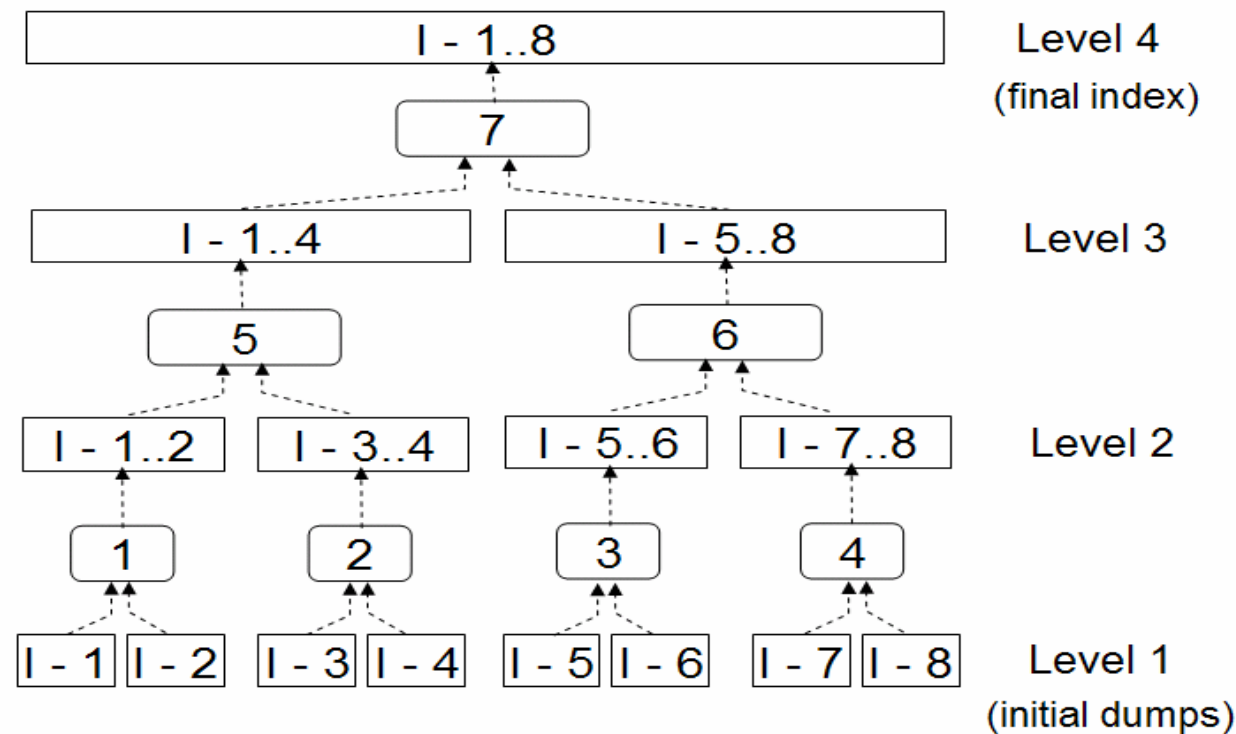 I - 1..8 Level 4
(final index)
7
I - 1..4 I - 5..8 Level 3
5 6
I - 1..2 I - 3..4 I - 5..6 I - 7..8 Level 2
1 2 3 4
I - 1 I - 2 I - 3 I - 4 I - 5 I - 6 I - 7 I - 8 Level 1
(initial dumps)